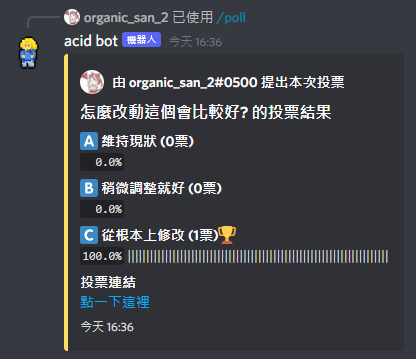 organic_san_2 已使用 /poll
acid bot 機器人 今天 16:36
由 organic_san_2#0500 提出本次投票
怎麼改動這個會比較好? 的投票結果
A 維持現狀 (0票)
0.0%
B 稍微調整就好 (0票)
0.0%
C 從根本上修改 (1票)🏆
100.0%
投票連結
點一下這裡
今天 16:36